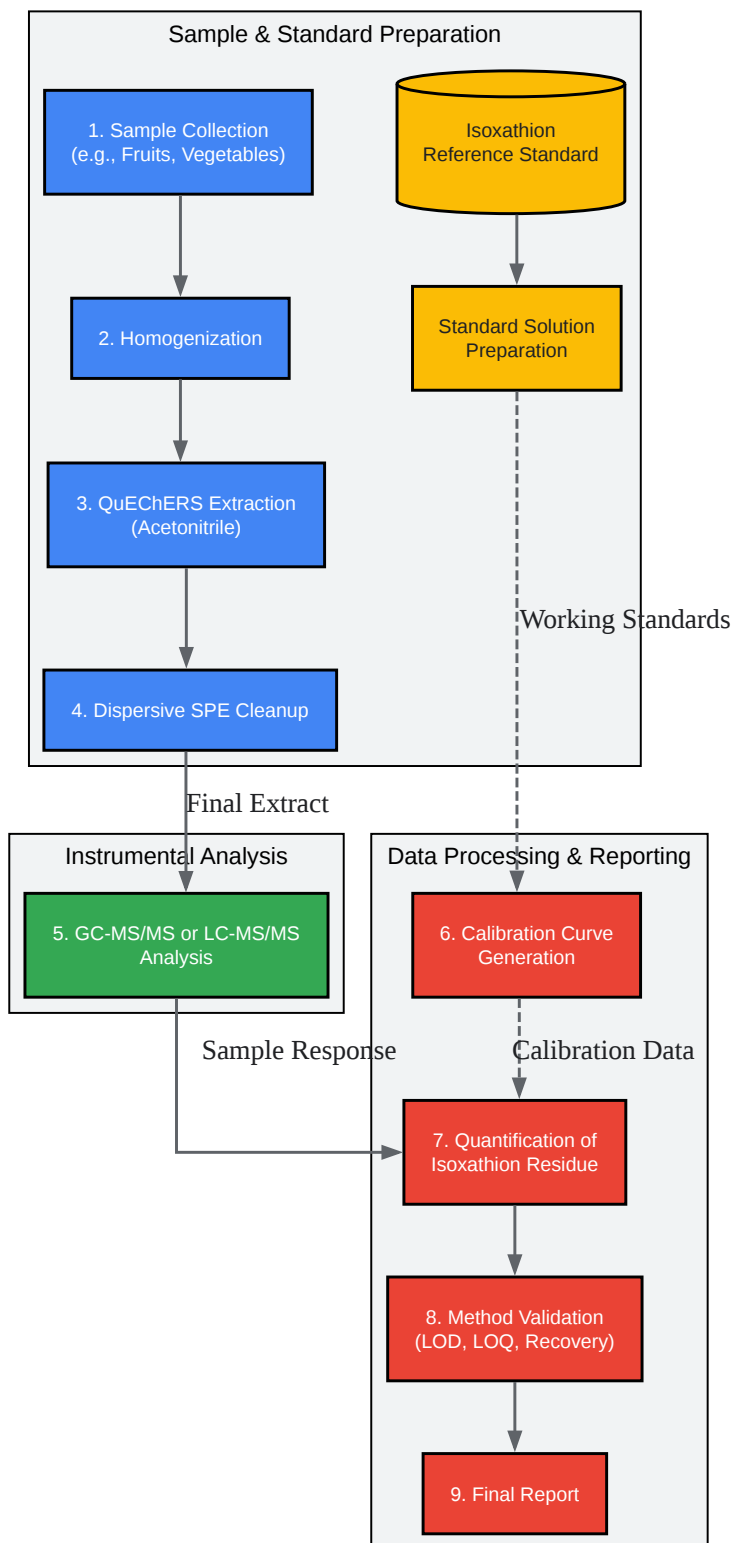 Sample & Standard Preparation
1. Sample Collection
(e.g., Fruits, Vegetables)
Isoxathion
Reference Standard
2. Homogenization
Standard Solution
Preparation
3. QuEChERS Extraction
(Acetonitrile)
Working Standards
4. Dispersive SPE Cleanup
Final Extract
Instrumental Analysis
5. GC-MS/MS or LC-MS/MS
Analysis
Data Processing & Reporting
6. Calibration Curve
Generation
Sample Response
Calibration Data
7. Quantification of
Isoxathion Residue
8. Method Validation
(LOD, LOQ, Recovery)
9. Final Report